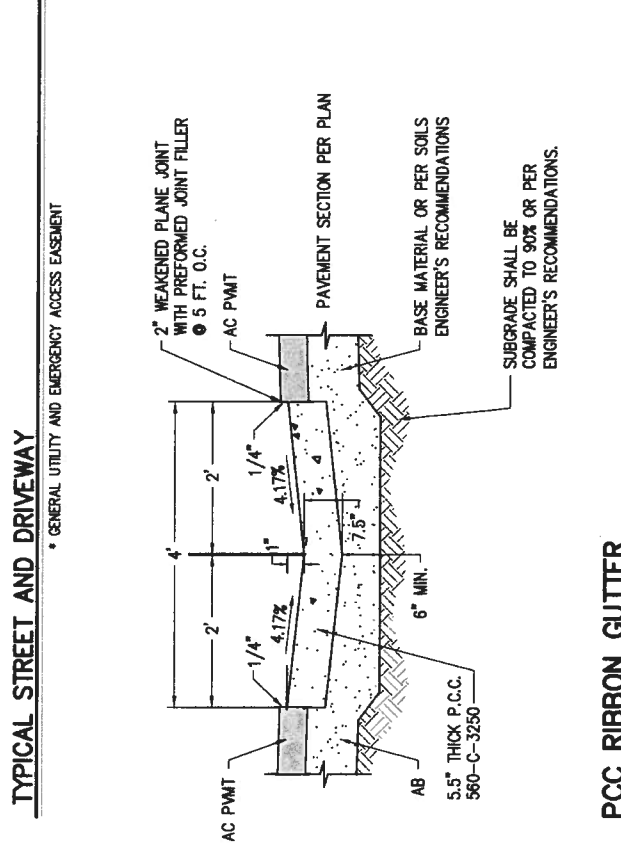 TYPICAL STREET AND DRIVEWAY
* GENERAL UTILITY AND EMERGENCY ACCESS EASEMENT
4'
2'
2'
2" WEAKENED PLANE JOINT
WITH PREFORMED JOINT FILLER
@ 5 FT. O.C.
AC PVMT
AC PVMT
1/4"
4.17%
1"
1/4"
4.17%
PAVEMENT SECTION PER PLAN
7.5"
BASE MATERIAL OR PER SOILS
ENGINEER'S RECOMMENDATIONS
AB
6" MIN.
5.5" THICK P.C.C.
560-C-3250
SUBGRADE SHALL BE
COMPACTED TO 90% OR PER
ENGINEER'S RECOMMENDATIONS.
PCC RIBBON GUTTER